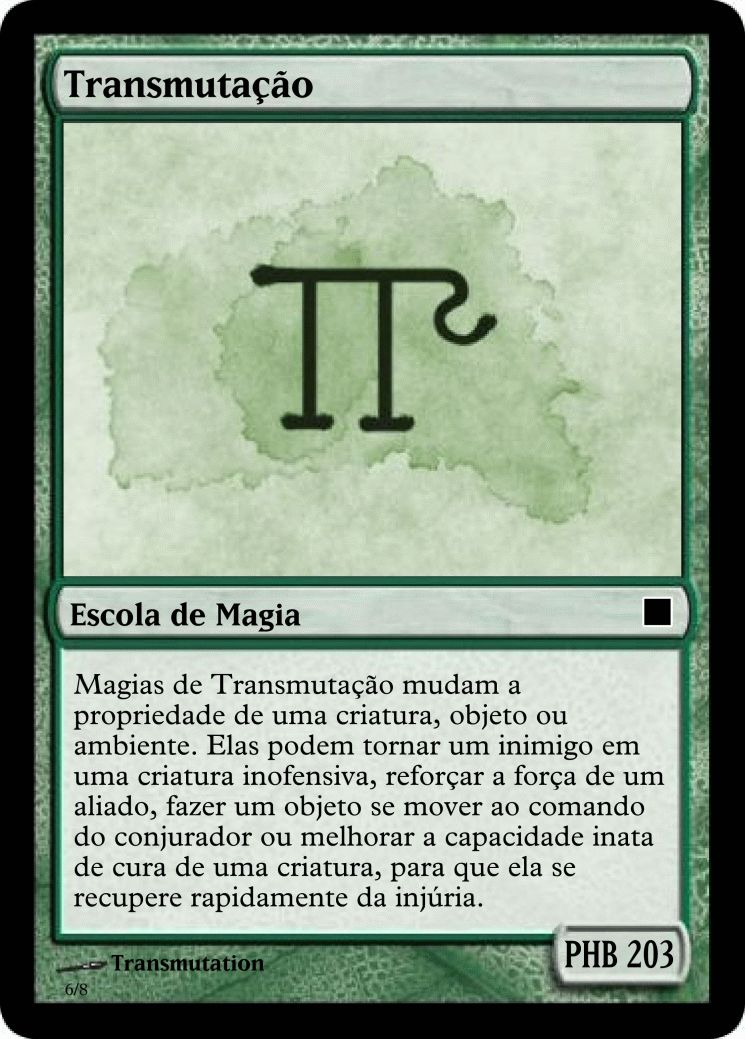 Transmutação
Escola de Magia
Magias de Transmutação mudam a
propriedade de uma criatura, objeto ou
ambiente. Elas podem tornar um inimigo em
uma criatura inofensiva, reforçar a força de um
aliado, fazer um objeto se mover ao comando
do conjurador ou melhorar a capacidade inata
de cura de uma criatura, para que ela se
recupere rapidamente da injúria.
PHB 203
Transmutation
6/8